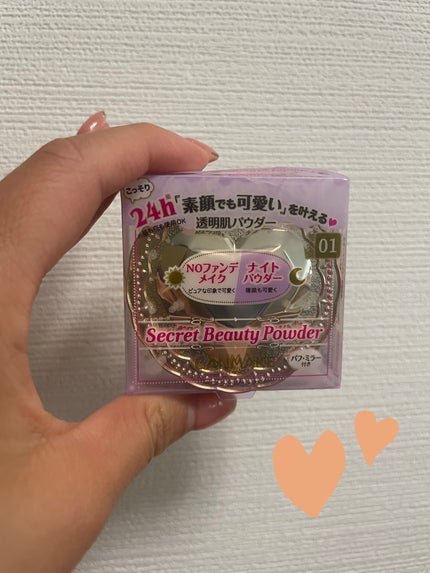 こっそり
24h「素顔でも可愛い」を叶える
透明肌パウダー
01
NOファンデ
メイク
ピュアな印象で可愛く
ナイト
パウダー
寝顔も可愛く
Secret Beauty Powder
CANMAKE
パフ・ミラー
付き